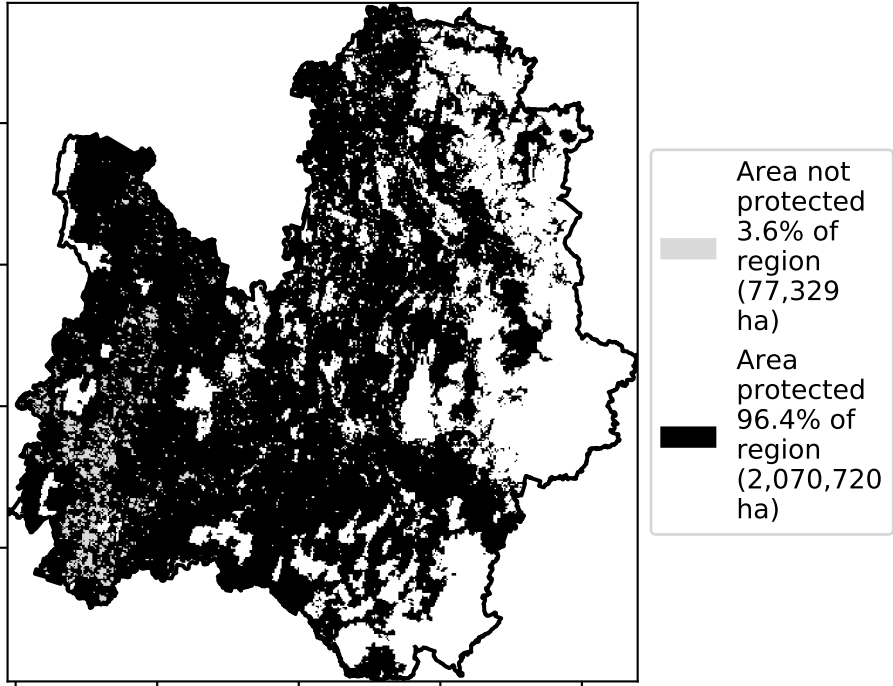 Area not
protected
3.6% of
region
(77,329
ha)
Area
protected
96.4% of
region
(2,070,720
ha)